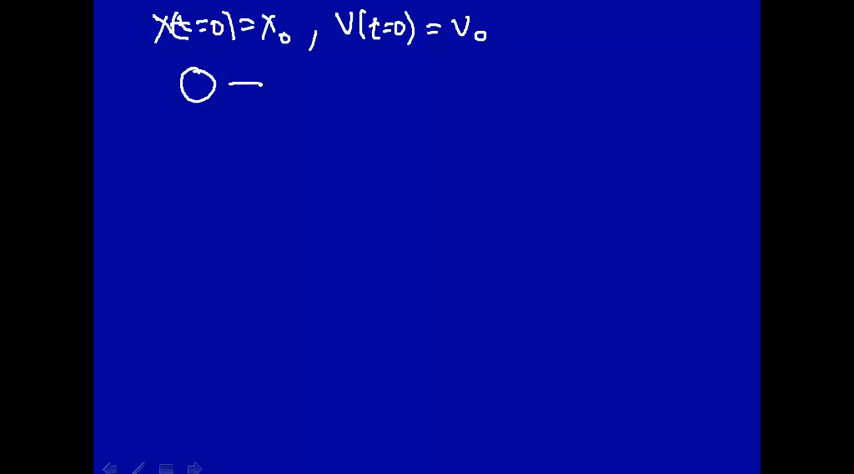 x(t=0) = x₀ , v(t=0) = v₀